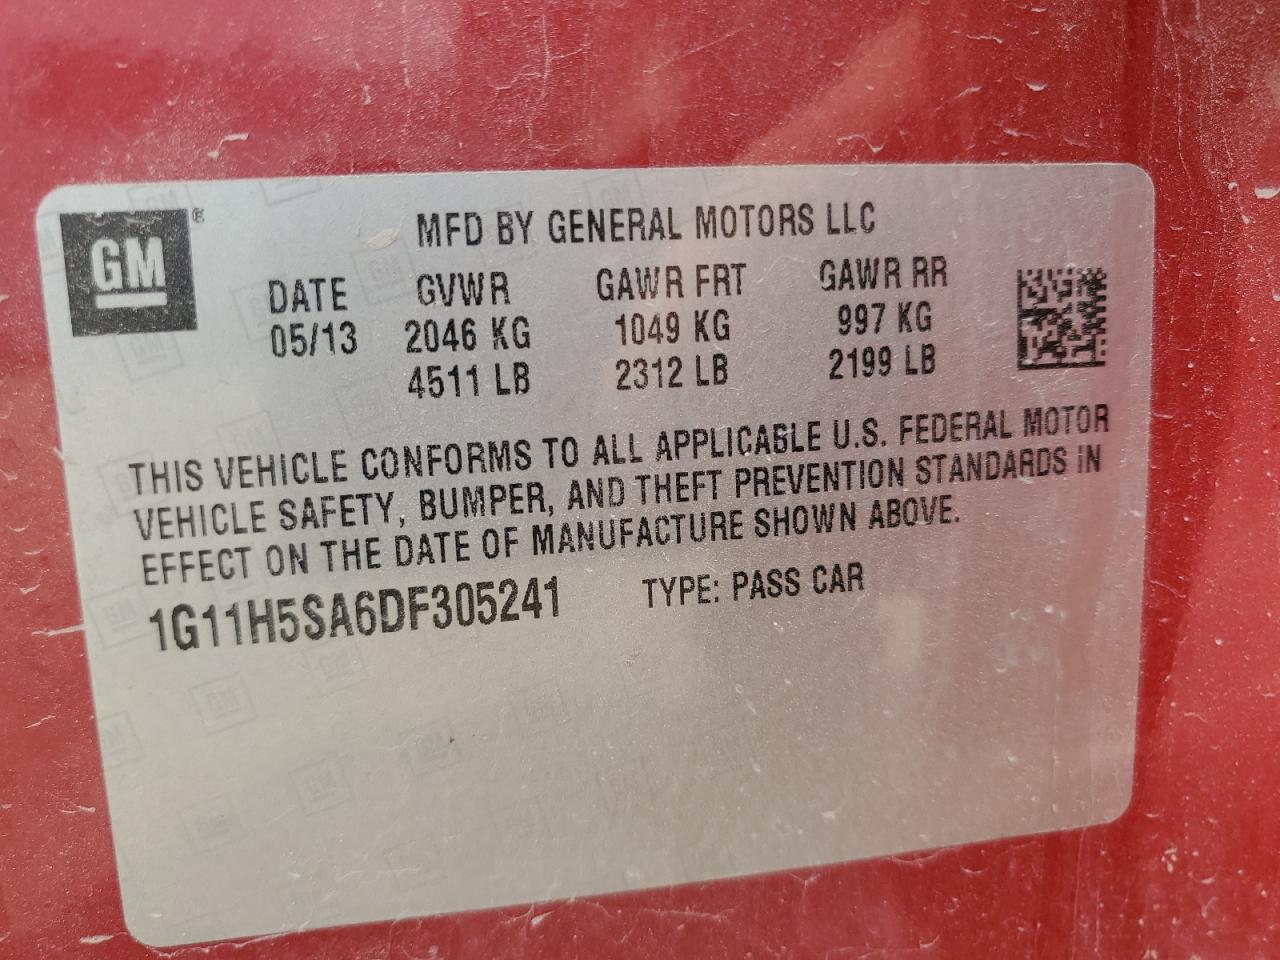 GM®
MFD BY GENERAL MOTORS LLC
DATE GVWR GAWR FRT GAWR RR
05/13 2046 KG 1049 KG 997 KG
4511 LB 2312 LB 2199 LB
THIS VEHICLE CONFORMS TO ALL APPLICABLE U.S. FEDERAL MOTOR
VEHICLE SAFETY, BUMPER, AND THEFT PREVENTION STANDARDS IN
EFFECT ON THE DATE OF MANUFACTURE SHOWN ABOVE.
1G11H5SA6DF305241 TYPE: PASS CAR